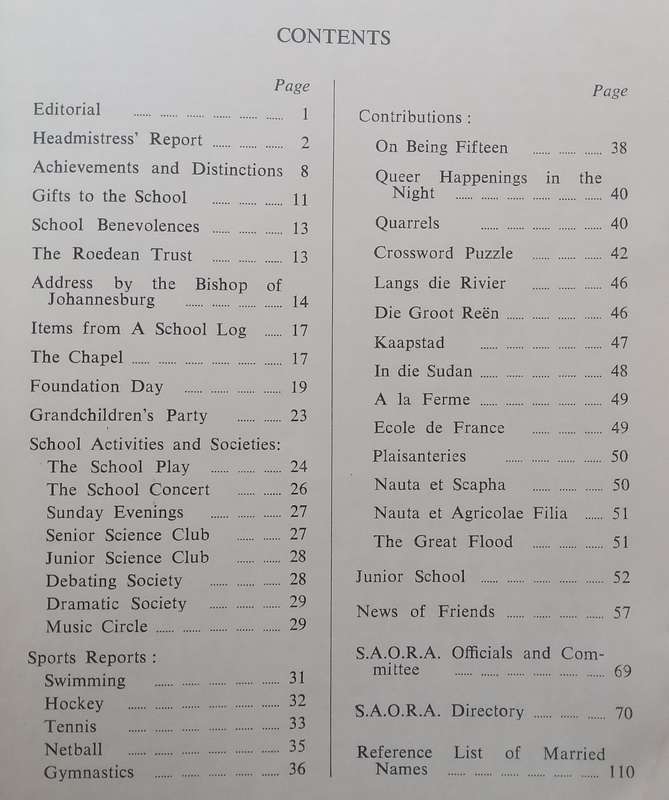 CONTENTS
Page
Editorial ...... ...... ...... ...... ...... ...... 1
Headmistress' Report ...... ...... ...... 2
Achievements and Distinctions 8
Gifts to the School ...... ...... ...... 11
School Benevolences ...... ...... ...... 13
The Roedean Trust ...... ...... ...... 13
Address by the Bishop of
Johannesburg ...... ...... ...... ...... 14
Items from A School Log ...... 17
The Chapel ...... ...... ...... ...... ...... ...... 17
Foundation Day ...... ...... ...... ...... 19
Grandchildren's Party ...... ...... 23
School Activities and Societies:
The School Play ...... ...... ...... 24
The School Concert ...... ...... 26
Sunday Evenings ...... ...... ...... 27
Senior Science Club ...... ...... 27
Junior Science Club ...... ...... 28
Debating Society ...... ...... ...... 28
Dramatic Society ...... ...... ...... 29
Music Circle ...... ...... ...... ...... ...... 29
Sports Reports :
Swimming ...... ...... ...... ...... ...... 31
Hockey ...... ...... ...... ...... ...... ...... 32
Tennis ...... ...... ...... ...... ...... ...... 33
Netball ...... ...... ...... ...... ...... ...... 35
Gymnastics ...... ...... ...... ...... ...... 36
Page
Contributions :
On Being Fifteen ...... ...... ...... 38
Queer Happenings in the
Night ...... ...... ...... ...... ...... ...... 40
Quarrels ...... ...... ...... ...... ...... 40
Crossword Puzzle ...... ...... ...... 42
Langs die Rivier ...... ...... ...... 46
Die Groot Reën ...... ...... ...... ...... 46
Kaapstad ...... ...... ...... ...... ...... 47
In die Sudan ...... ...... ...... ...... ...... 48
A la Ferme ...... ...... ...... ...... ...... 49
Ecole de France ...... ...... ...... 49
Plaisanteries ...... ...... ...... ...... 50
Nauta et Scapha ...... ...... ...... 50
Nauta et Agricolae Filia ...... 51
The Great Flood ...... ...... ...... 51
Junior School ...... ...... ...... ...... ...... 52
News of Friends ...... ...... ...... ...... 57
S.A.O.R.A. Officials and Com-
mittee ...... ...... ...... ...... ...... ...... 69
S.A.O.R.A. Directory ...... ...... ...... 70
Reference List of Married
Names ...... ...... ...... ...... ...... ...... 110